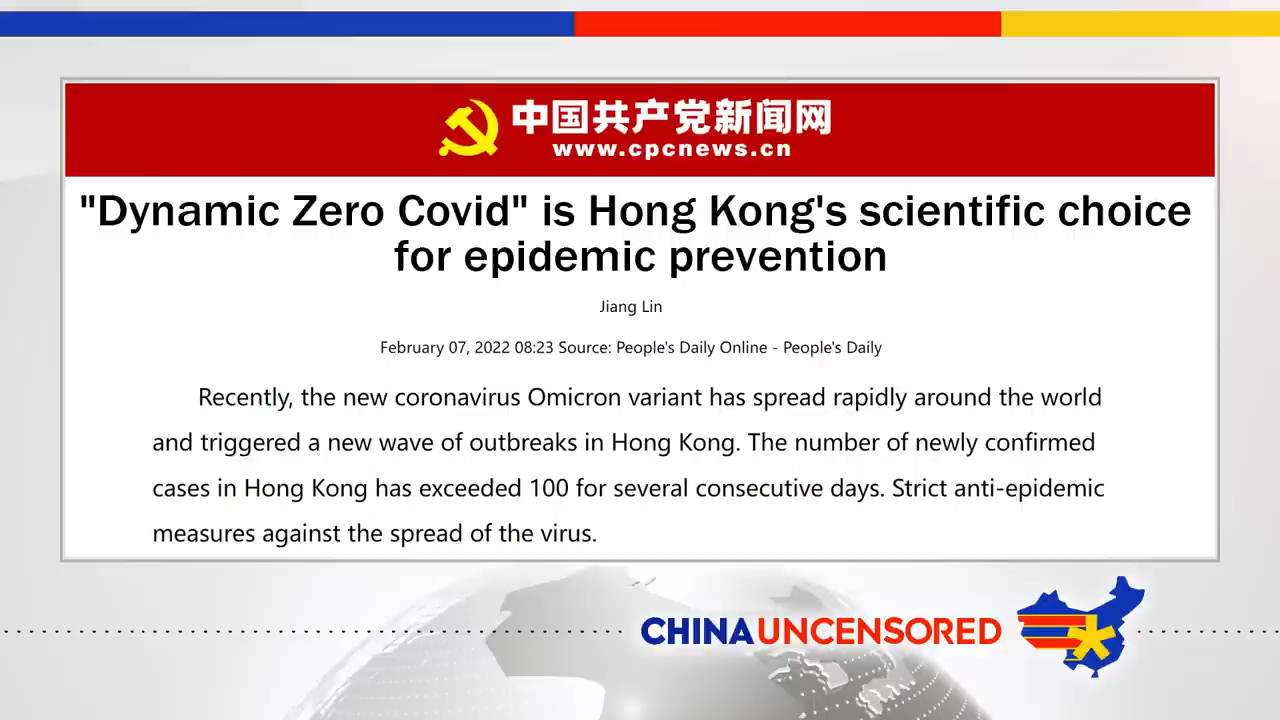 中国共产党新闻网
www.cpcnews.cn
"Dynamic Zero Covid" is Hong Kong's scientific choice
for epidemic prevention
Jiang Lin
February 07, 2022 08:23 Source: People's Daily Online - People's Daily
Recently, the new coronavirus Omicron variant has spread rapidly around the world
and triggered a new wave of outbreaks in Hong Kong. The number of newly confirmed
cases in Hong Kong has exceeded 100 for several consecutive days. Strict anti-epidemic
measures against the spread of the virus.
CHINA UNCENSORED